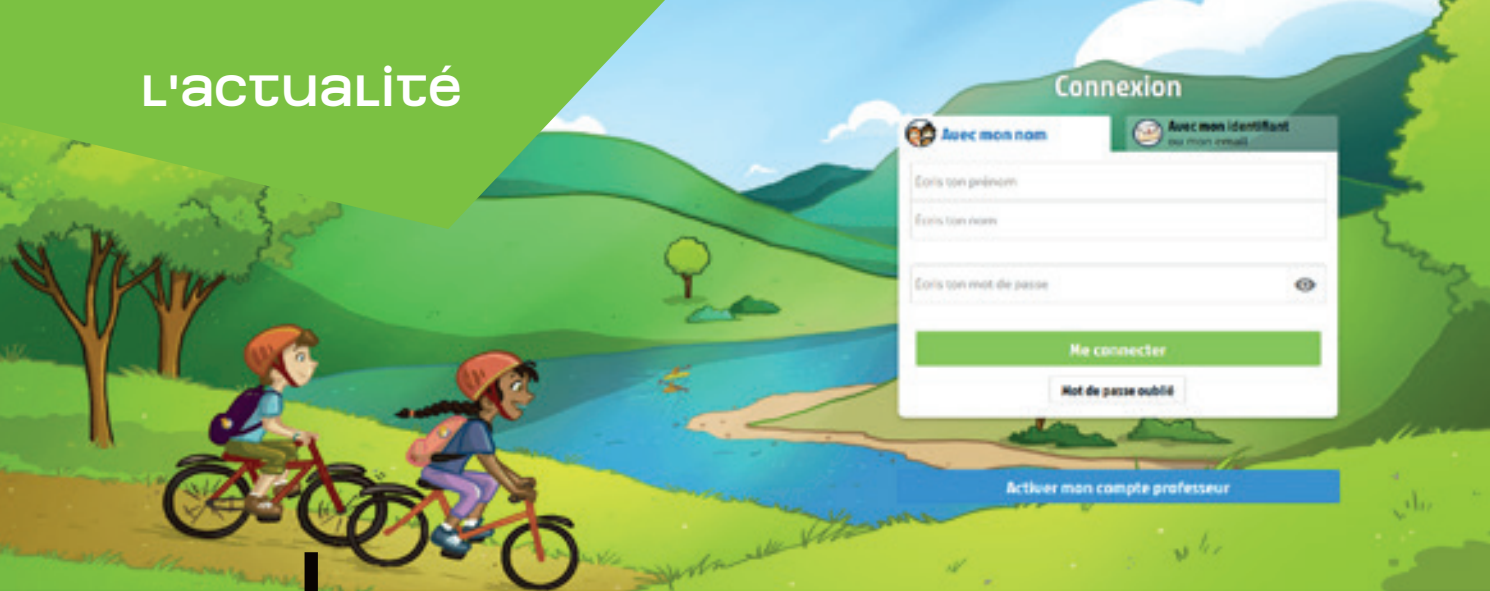 L'actualité
Connexion
Avec mon nom
Avec mon identifiant
ou mon email
Écris ton prénom
Écris ton nom
Écris ton mot de passe
Me connecter
Mot de passe oublié
Activer mon compte professeur